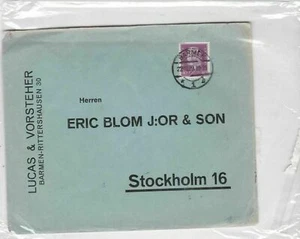 LUCAS & VORSTEHER
BARMEN-RITTERSHAUSEN 30
Herren
ERIC BLOM J:OR & SON
Stockholm 16